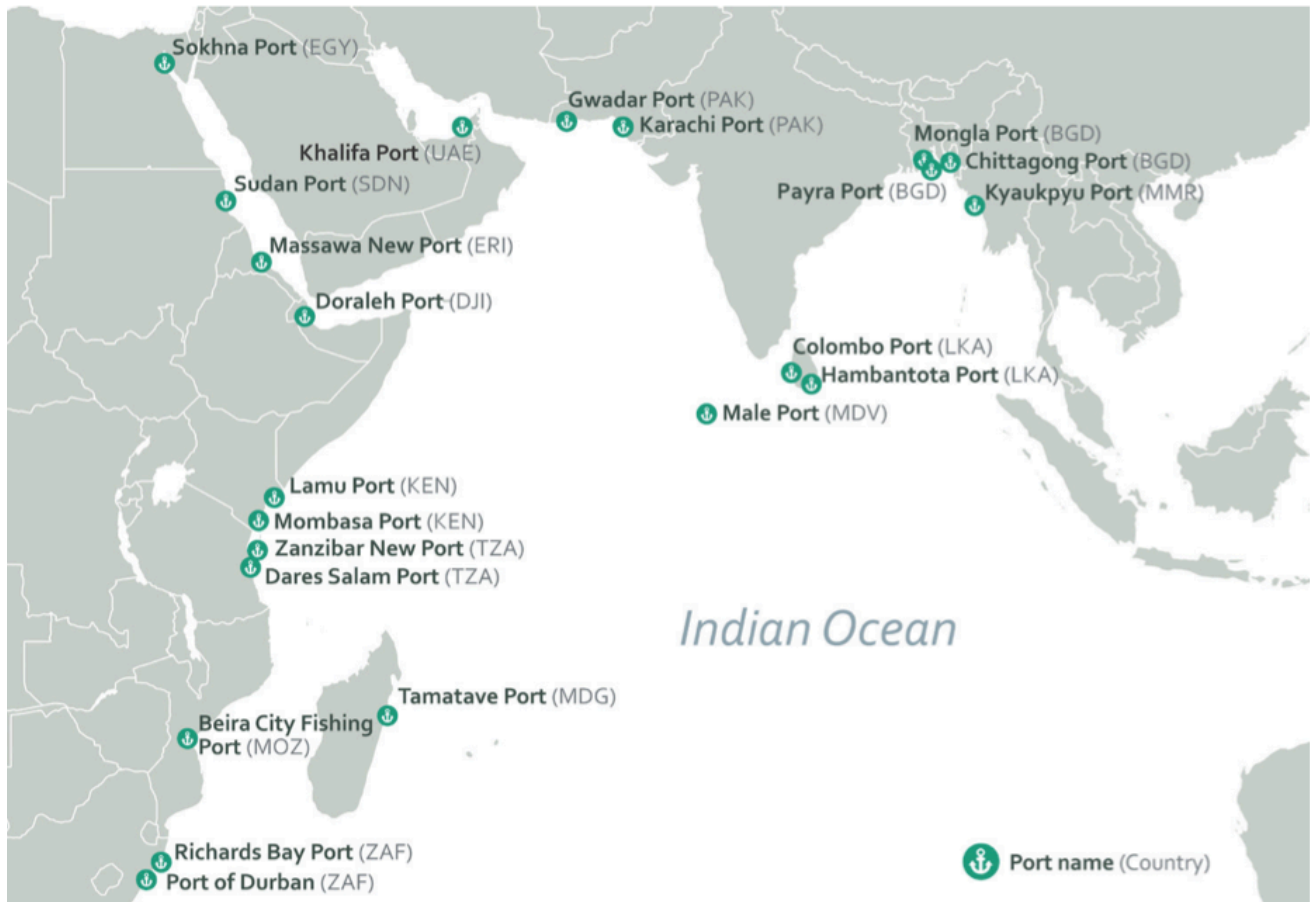 Sokhna Port (EGY)
Gwadar Port (PAK)
Karachi Port (PAK)
Mongla Port (BGD)
Khalifa Port (UAE)
Chittagong Port (BGD)
Sudan Port (SDN)
Payra Port (BGD)
Kyaukpyu Port (MMR)
Massawa New Port (ERI)
Doraleh Port (DJI)
Colombo Port (LKA)
Hambantota Port (LKA)
Male Port (MDV)
Lamu Port (KEN)
Mombasa Port (KEN)
Zanzibar New Port (TZA)
Dares Salam Port (TZA)
Indian Ocean
Tamatave Port (MDG)
Beira City Fishing
Port (MOZ)
Richards Bay Port (ZAF)
Port name (Country)
Port of Durban (ZAF)